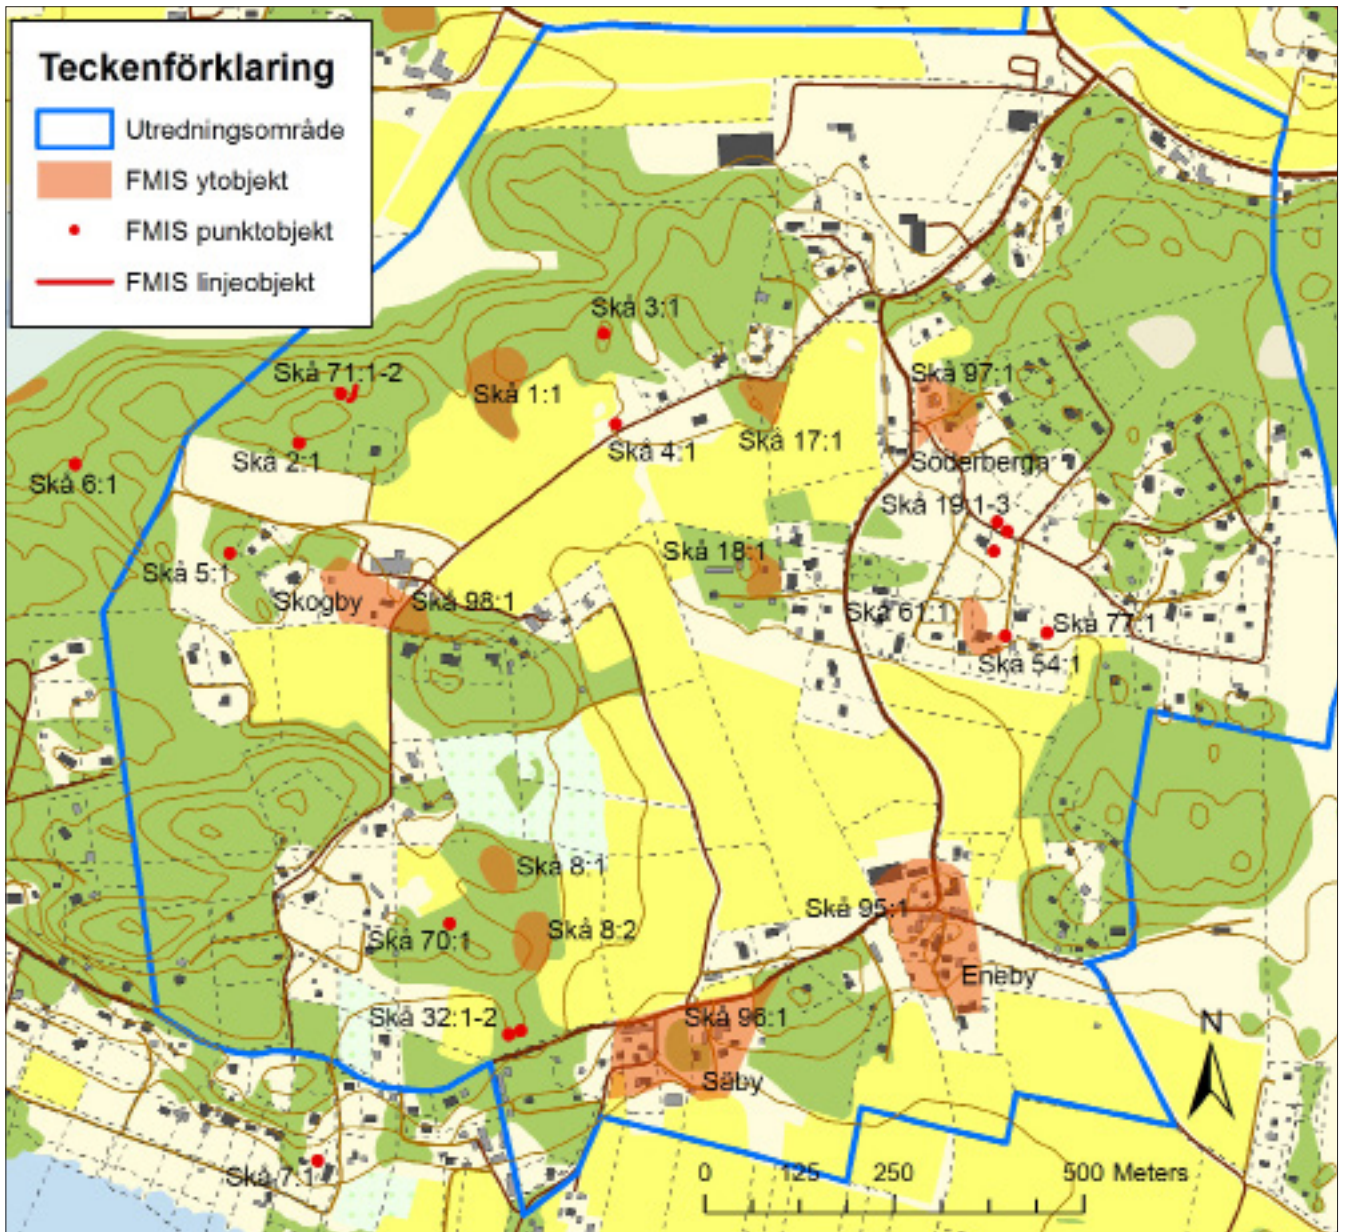 Teckenförklaring
Utredningsområde
FMIS ytobjekt
FMIS punktobjekt
FMIS linjeobjekt
Skå 3:1
Skå 71:1-2
Skå 1:1
Skå 97:1
Skå 17:1
Skå 4:1
Skå 2:1
Söderberga
Skå 6:1
Skå 19:1-3
Skå 18:1
Skå 5:1
Skogby
Skå 98:1
Skå 61:1
Skå 77:1
Skå 54:1
Skå 8:1
Skå 95:1
Skå 8:2
Skå 70:1
Eneby
Skå 32:1-2
Skå 96:1
N
Säby
Skå 7:1
0 125 250 500 Meters